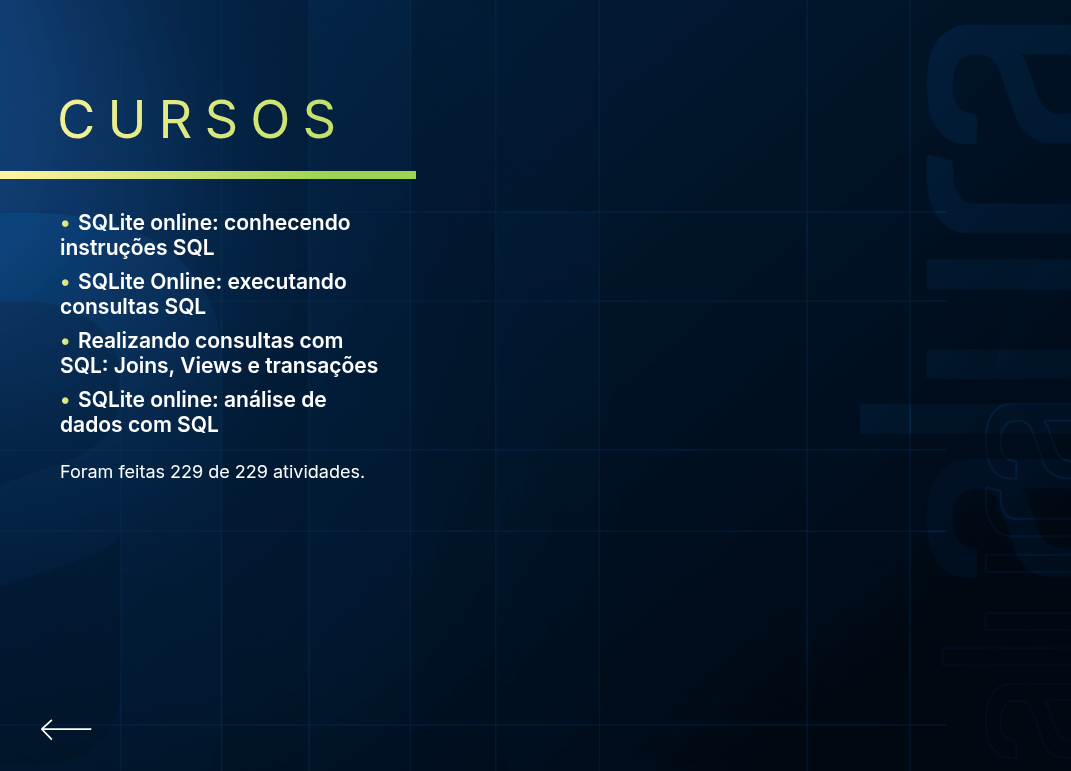 CURSOS
• SQLite online: conhecendo
instruções SQL
• SQLite Online: executando
consultas SQL
• Realizando consultas com
SQL: Joins, Views e transações
• SQLite online: análise de
dados com SQL
Foram feitas 229 de 229 atividades.
alura
alura